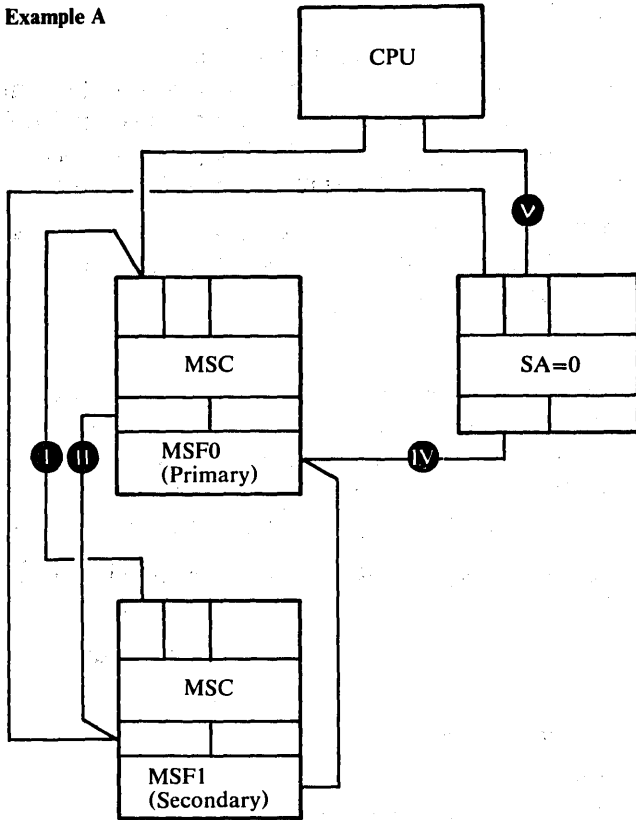 Example A
CPU
V
MSC
SA=0
MSF0
(Primary)
I
II
IV
MSC
MSF1
(Secondary)